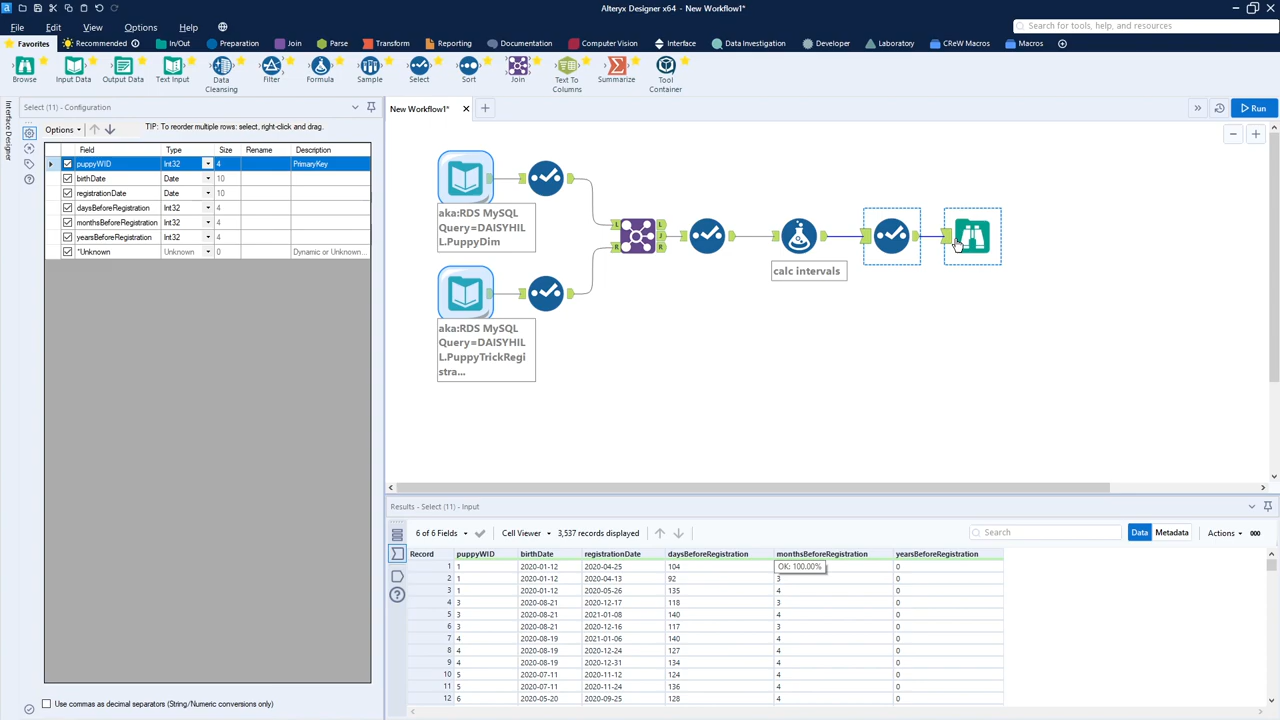 Alteryx Designer x64 - New Workflow1*
File Edit View Options Help
Search for tools, help, and resources
Favorites Recommended In/Out Preparation Join Parse Transform Reporting Documentation Computer Vision Interface Data Investigation Developer Laboratory CReW Macros Macros
Browse Input Data Output Data Text Input Data Cleansing Filter Formula Sample Select Sort Join Text To Columns Summarize Tool Container
Interface Designer
Select (11) - Configuration
Options TIP: To reorder multiple rows: select, right-click and drag.
Field Type Size Rename Description
puppyWID Int32 4 PrimaryKey
birthDate Date 10
registrationDate Date 10
daysBeforeRegistration Int32 4
monthsBeforeRegistration Int32 4
yearsBeforeRegistration Int32 4
*Unknown Unknown 0 Dynamic or Unknown...
Use commas as decimal separators (String/Numeric conversions only)
New Workflow1*
Run
aka:RDS MySQL
Query=DAISYHIL
L.PuppyDim
L L
J
R R
calc intervals
aka:RDS MySQL
Query=DAISYHIL
L.PuppyTrickRegi
stra...
Results - Select (11) - Input
6 of 6 Fields Cell Viewer 3,537 records displayed Search Data Metadata Actions 000
Record puppyWID birthDate registrationDate daysBeforeRegistration monthsBeforeRegistration yearsBeforeRegistration
1 1 2020-01-12 2020-04-25 104 OK: 100.00% 0
2 1 2020-01-12 2020-04-13 92 3 0
3 1 2020-01-12 2020-05-26 135 4 0
4 3 2020-08-21 2020-12-17 118 3 0
5 3 2020-08-21 2021-01-08 140 4 0
6 3 2020-08-21 2020-12-16 117 3 0
7 4 2020-08-19 2021-01-06 140 4 0
8 4 2020-08-19 2020-12-24 127 4 0
9 4 2020-08-19 2020-12-31 134 4 0
10 5 2020-07-11 2020-11-12 124 4 0
11 5 2020-07-11 2020-11-24 136 4 0
12 6 2020-05-20 2020-09-25 128 4 0